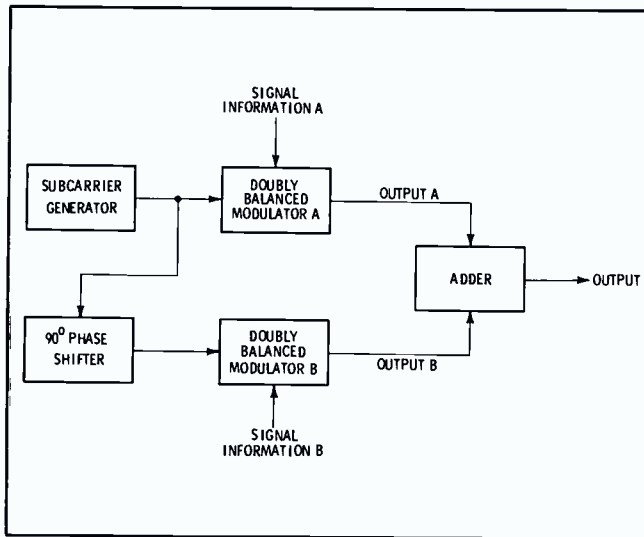 SIGNAL
INFORMATION A
SUBCARRIER
GENERATOR
DOUBLY
BALANCED
MODULATOR A
OUTPUT A
ADDER
OUTPUT
90° PHASE
SHIFTER
DOUBLY
BALANCED
MODULATOR B
OUTPUT B
SIGNAL
INFORMATION B